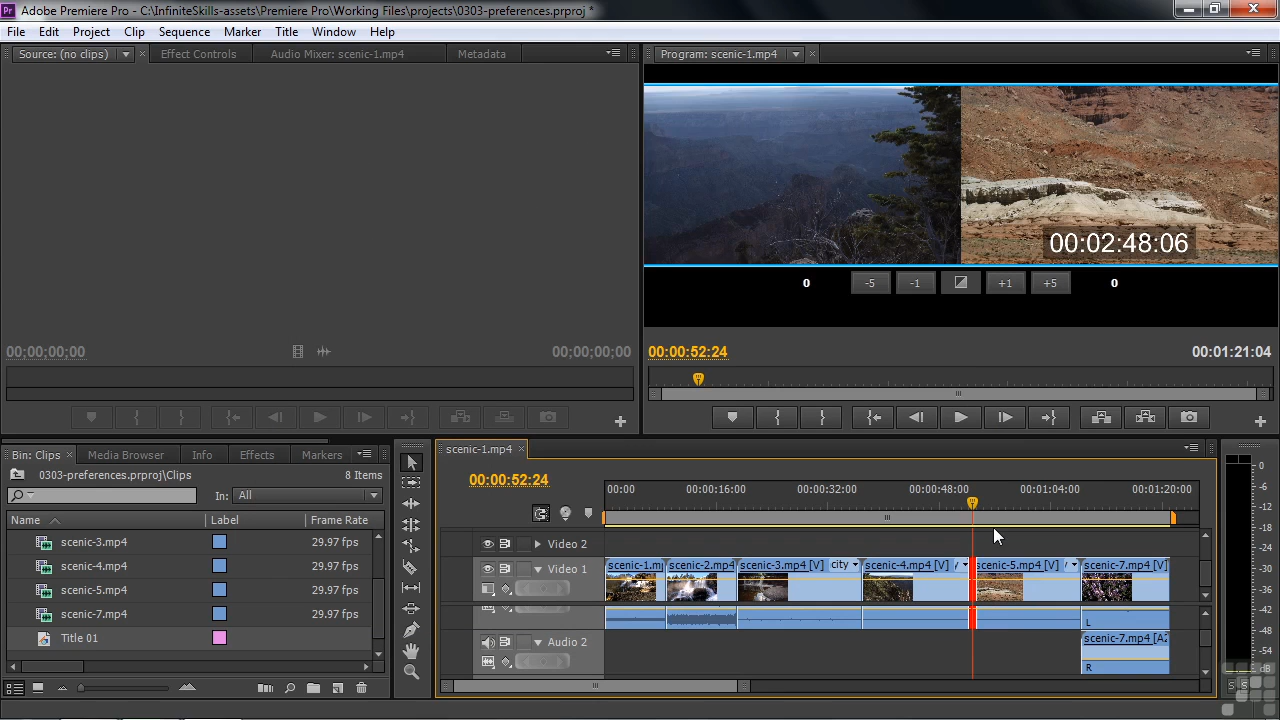 Pr Adobe Premiere Pro - C:\InfiniteSkills-assets\Premiere Pro\Working Files\projects\0303-preferences.prproj *
File Edit Project Clip Sequence Marker Title Window Help
Source: (no clips) Effect Controls Audio Mixer: scenic-1.mp4 Metadata
Program: scenic-1.mp4
00:02:48:06
0 -5 -1 +1 +5 0
00:00:00;00 00;00;00;00
00:00:52:24 00:01:21:04
Bin: Clips Media Browser Info Effects Markers
0303-preferences.prproj\Clips 8 Items
In: All
Name Label Frame Rate
scenic-3.mp4 29.97 fps
scenic-4.mp4 29.97 fps
scenic-5.mp4 29.97 fps
scenic-7.mp4 29.97 fps
Title 01
scenic-1.mp4
00:00:52:24
00:00 00:00:16:00 00:00:32:00 00:00:48:00 00:01:04:00 00:01:20:00
Video 2
Video 1
scenic-1.m scenic-2.mp4 scenic-3.mp4 [V] city scenic-4.mp4 [V] scenic-5.mp4 [V] scenic-7.mp4 [V]
L
Audio 2
scenic-7.mp4 [A2
R
0
-6
-12
-18
-24
-30
-36
-42
-48
-54
dB
S S